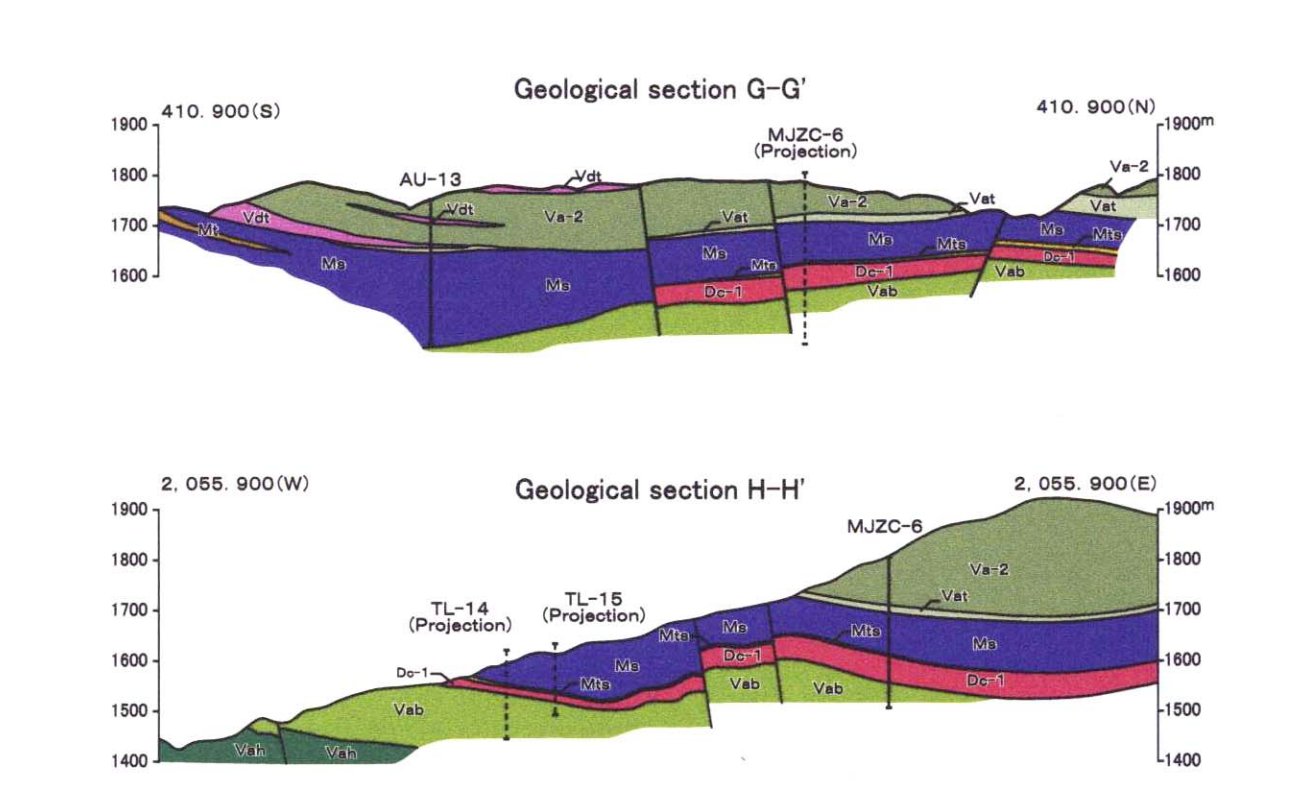 Geological section G-G'
410. 900(S)
410. 900(N)
1900
1900m
MJZC-6
(Projection)
1800
1800
AU-13
Vdt
Va-2
Vdt
Vdt
Va-2
Vat
Va-2
Vat
Vat
1700
1700
Mt
Ms
Ms
Ms
Mts
Ms
Mts
Ms
Mts
1600
1600
Ms
Dc-1
Dc-1
Vab
Dc-1
Vab
2, 055. 900(W)
Geological section H-H'
2, 055. 900(E)
1900
1900m
MJZC-6
1800
1800
Va-2
TL-14
(Projection)
TL-15
(Projection)
Vat
1700
1700
Mts
Ms
Mts
Ms
1600
1600
Dc-1
Ms
Mts
Dc-1
Vab
Vab
Dc-1
1500
1500
Vab
Vah
Vah
1400
1400